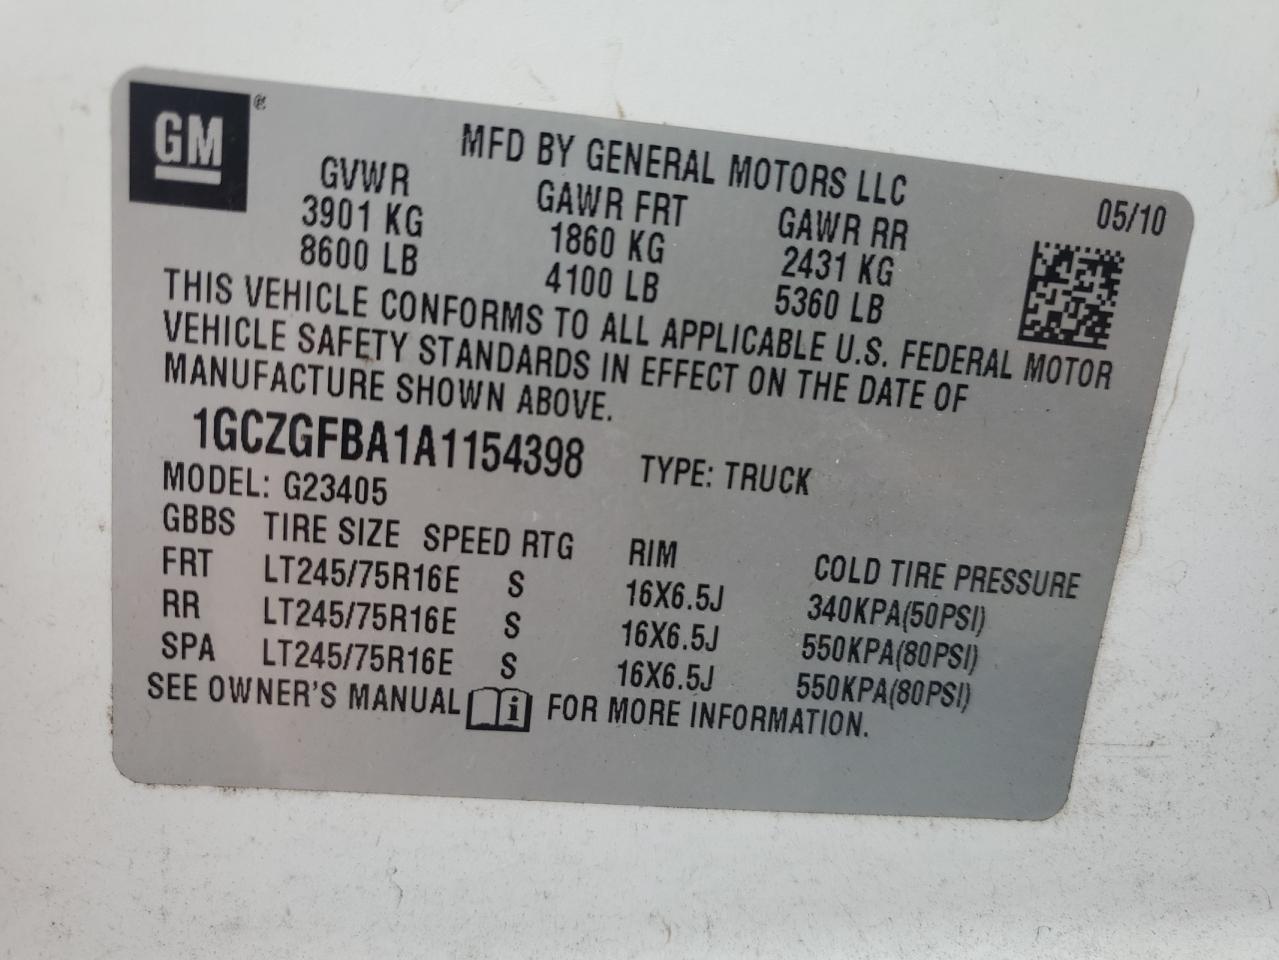 GM®
MFD BY GENERAL MOTORS LLC
05/10
GVWR GAWR FRT GAWR RR
3901 KG 1860 KG 2431 KG
8600 LB 4100 LB 5360 LB
THIS VEHICLE CONFORMS TO ALL APPLICABLE U.S. FEDERAL MOTOR
VEHICLE SAFETY STANDARDS IN EFFECT ON THE DATE OF
MANUFACTURE SHOWN ABOVE.
1GCZGFBA1A1154398 TYPE: TRUCK
MODEL: G23405
GBBS TIRE SIZE SPEED RTG RIM COLD TIRE PRESSURE
FRT LT245/75R16E S 16X6.5J 340KPA(50PSI)
RR LT245/75R16E S 16X6.5J 550KPA(80PSI)
SPA LT245/75R16E S 16X6.5J 550KPA(80PSI)
SEE OWNER'S MANUAL i FOR MORE INFORMATION.